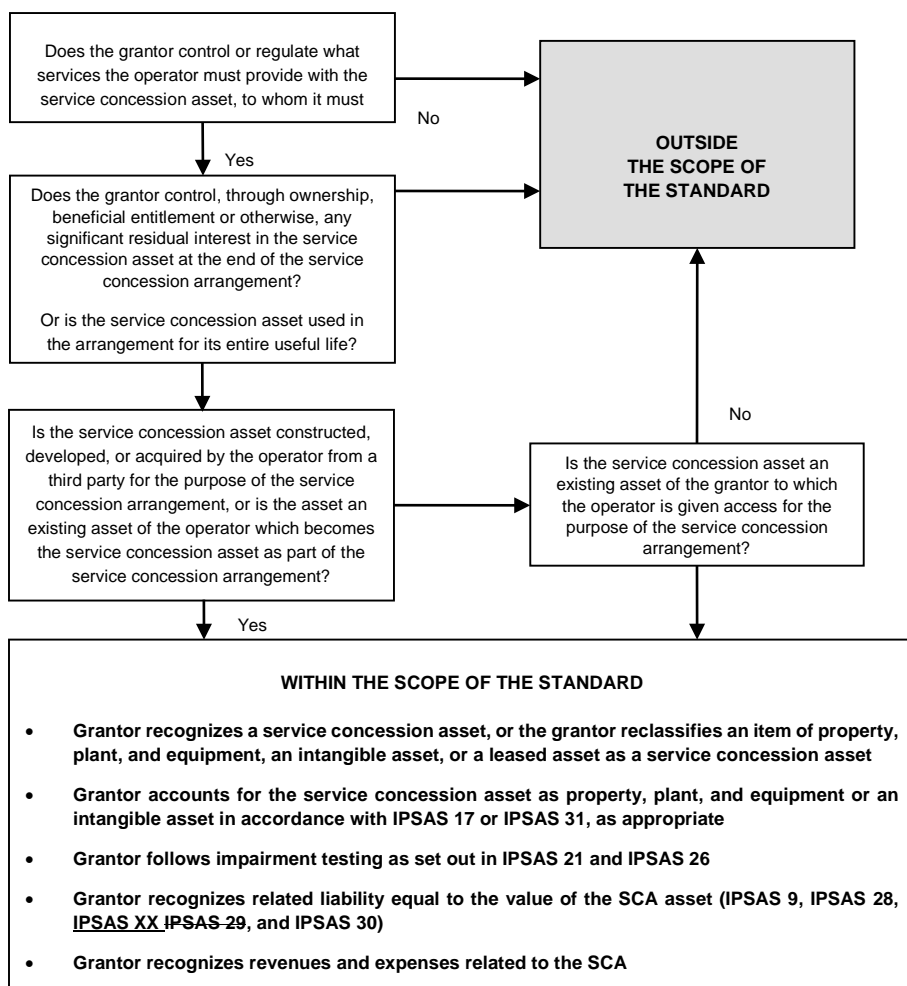 Does the grantor control or regulate what
services the operator must provide with the
service concession asset, to whom it must
No
OUTSIDE
THE SCOPE OF
THE STANDARD
Yes
Does the grantor control, through ownership,
beneficial entitlement or otherwise, any
significant residual interest in the service
concession asset at the end of the service
concession arrangement?
Or is the service concession asset used in
the arrangement for its entire useful life?
No
Is the service concession asset constructed,
developed, or acquired by the operator from a
third party for the purpose of the service
concession arrangement, or is the asset an
existing asset of the operator which becomes
the service concession asset as part of the
service concession arrangement?
Is the service concession asset an
existing asset of the grantor to which
the operator is given access for the
purpose of the service concession
arrangement?
Yes
WITHIN THE SCOPE OF THE STANDARD
• Grantor recognizes a service concession asset, or the grantor reclassifies an item of property,
plant, and equipment, an intangible asset, or a leased asset as a service concession asset
• Grantor accounts for the service concession asset as property, plant, and equipment or an
intangible asset in accordance with IPSAS 17 or IPSAS 31, as appropriate
• Grantor follows impairment testing as set out in IPSAS 21 and IPSAS 26
• Grantor recognizes related liability equal to the value of the SCA asset (IPSAS 9, IPSAS 28,
IPSAS XX IPSAS 29, and IPSAS 30)
• Grantor recognizes revenues and expenses related to the SCA